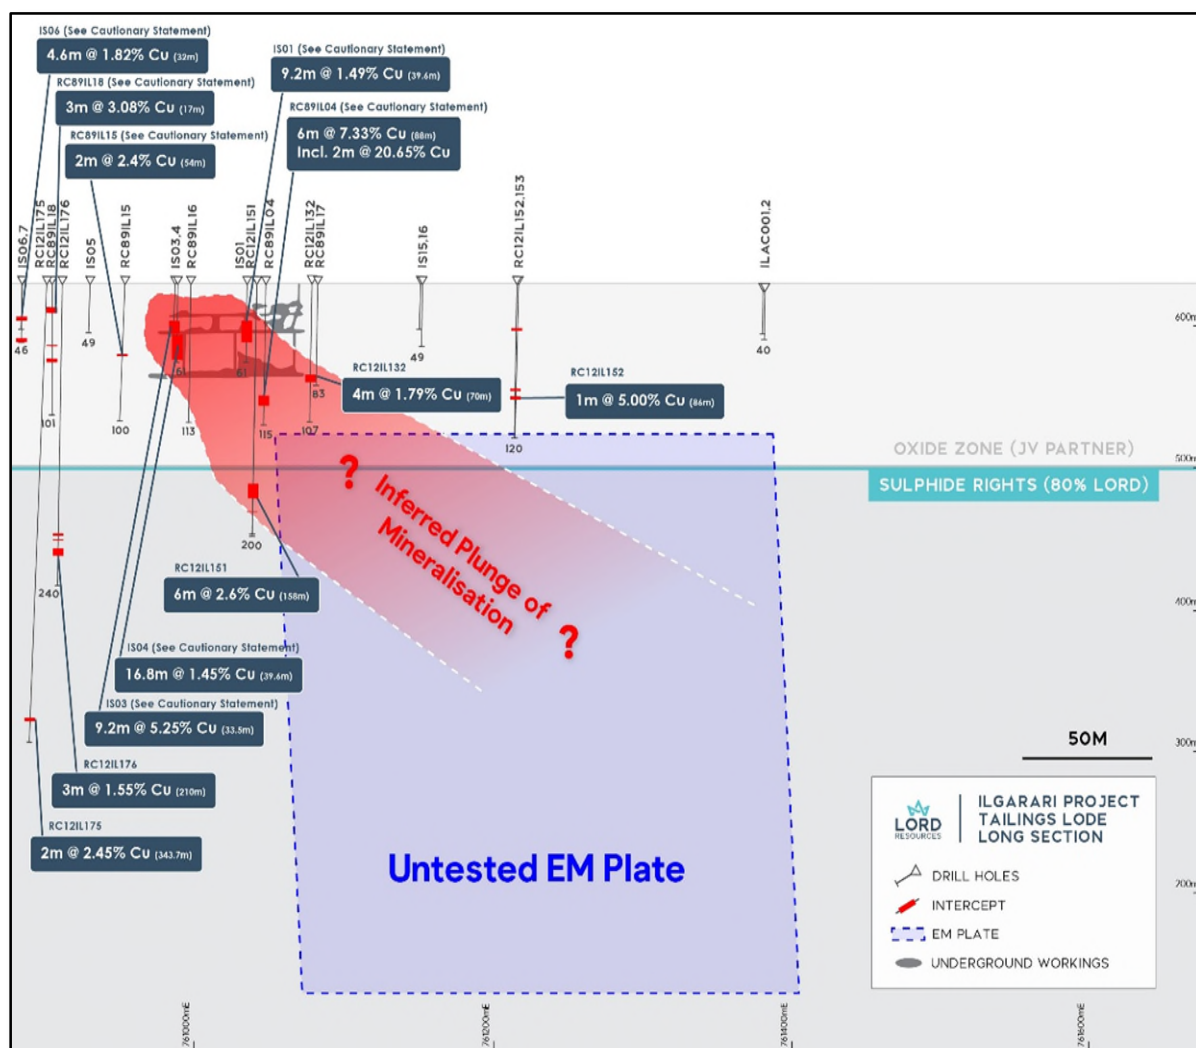 IS06 (See Cautionary Statement)
4.6m @ 1.82% Cu (32m)
RC89IL18 (See Cautionary Statement)
3m @ 3.08% Cu (17m)
RC89IL15 (See Cautionary Statement)
2m @ 2.4% Cu (54m)
IS01 (See Cautionary Statement)
9.2m @ 1.49% Cu (39.6m)
RC89IL04 (See Cautionary Statement)
6m @ 7.33% Cu (88m)
Incl. 2m @ 20.65% Cu
IS06,7
RC12IL175
RC89IL18
RC12IL176
IS05
RC89IL15
IS03,4
RC89IL16
IS01
RC12IL151
RC89IL04
RC12IL132
RC89IL17
IS15,16
RC12IL152,153
ILAC001,2
600m
46
49
61
49
40
RC12IL132
4m @ 1.79% Cu (70m)
83
RC12IL152
1m @ 5.00% Cu (86m)
101
100
113
115
107
120
OXIDE ZONE (JV PARTNER)
500m
SULPHIDE RIGHTS (80% LORD)
?
Inferred Plunge of
Mineralisation
?
200
240
RC12IL151
6m @ 2.6% Cu (158m)
400m
IS04 (See Cautionary Statement)
16.8m @ 1.45% Cu (39.6m)
IS03 (See Cautionary Statement)
9.2m @ 5.25% Cu (33.5m)
RC12IL176
3m @ 1.55% Cu (210m)
RC12IL175
2m @ 2.45% Cu (343.7m)
50M
300m
Untested EM Plate
LORD
RESOURCES
ILGARARI PROJECT
TAILINGS LODE
LONG SECTION
DRILL HOLES
INTERCEPT
EM PLATE
UNDERGROUND WORKINGS
200m
761000mE
761200mE
761400mE
761600mE